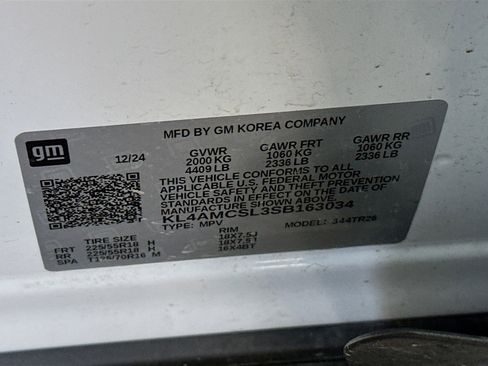 MFD BY GM KOREA COMPANY
gm
12/24 GVWR GAWR FRT GAWR RR
2000 KG 1060 KG 1060 KG
4409 LB 2336 LB 2336 LB
THIS VEHICLE CONFORMS TO ALL
APPLICABLE U.S. FEDERAL MOTOR
VEHICLE SAFETY AND THEFT PREVENTION
STANDARDS IN EFFECT ON THE DATE OF
MANUFACTURE SHOWN ABOVE.
KL4AMCSL3SB163034
TYPE: MPV MODEL: 344TR26
TIRE SIZE RIM
FRT 225/55R18 H 18X7.5J
RR 225/55R18 H 18X7.5J
SPA M 16X4BT